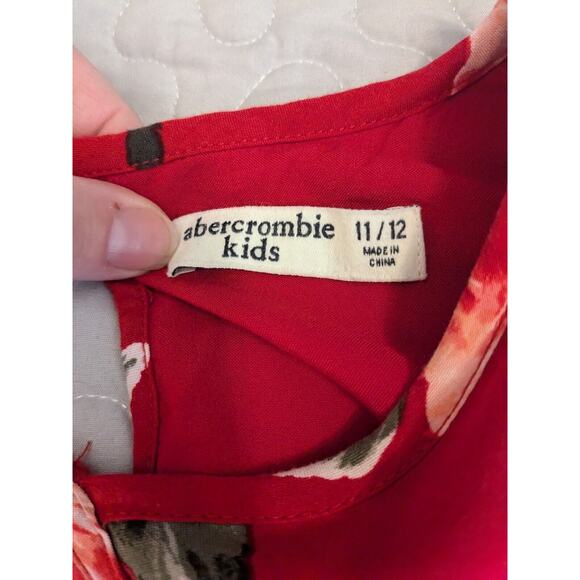 abercrombie
kids
11/12
MADE IN
CHINA